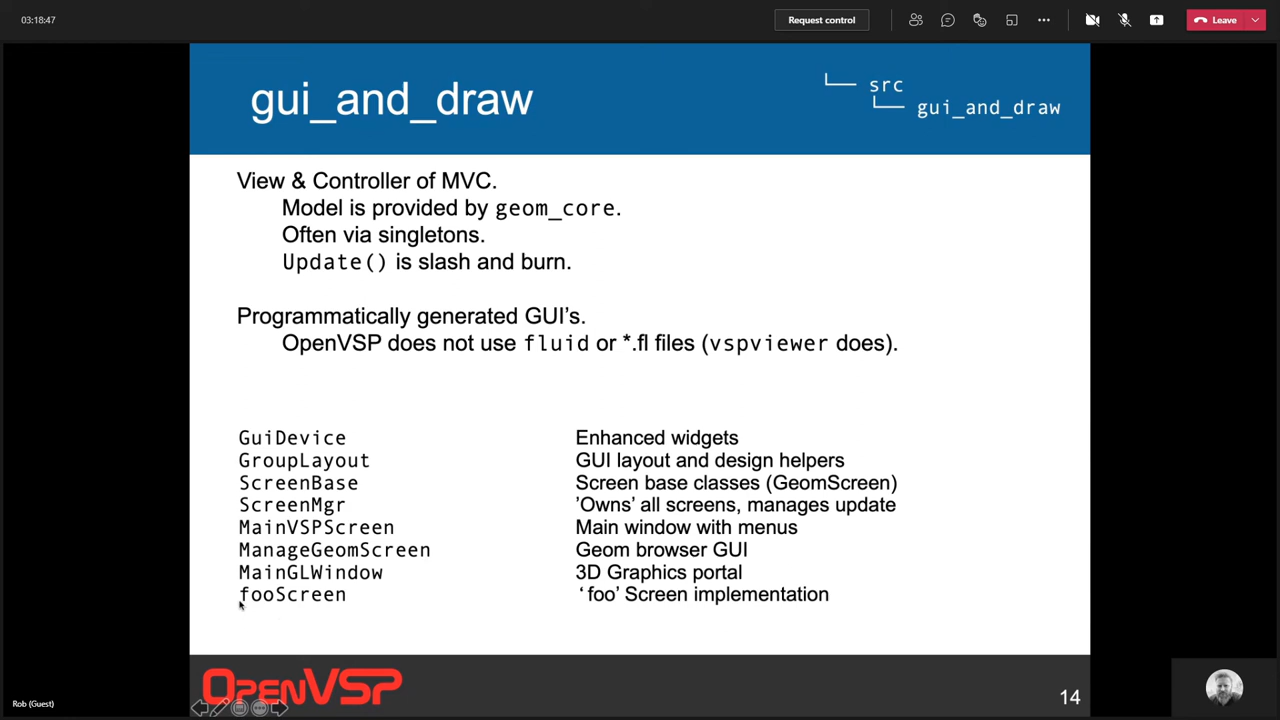 03:18:47
Request control
Leave
gui_and_draw
src
gui_and_draw
View & Controller of MVC.
Model is provided by geom_core.
Often via singletons.
Update() is slash and burn.
Programmatically generated GUI's.
OpenVSP does not use fluid or *.fl files (vspviewer does).
GuiDevice Enhanced widgets
GroupLayout GUI layout and design helpers
ScreenBase Screen base classes (GeomScreen)
ScreenMgr 'Owns' all screens, manages update
MainVSPScreen Main window with menus
ManageGeomScreen Geom browser GUI
MainGLWindow 3D Graphics portal
fooScreen 'foo' Screen implementation
OpenVSP
14
Rob (Guest)